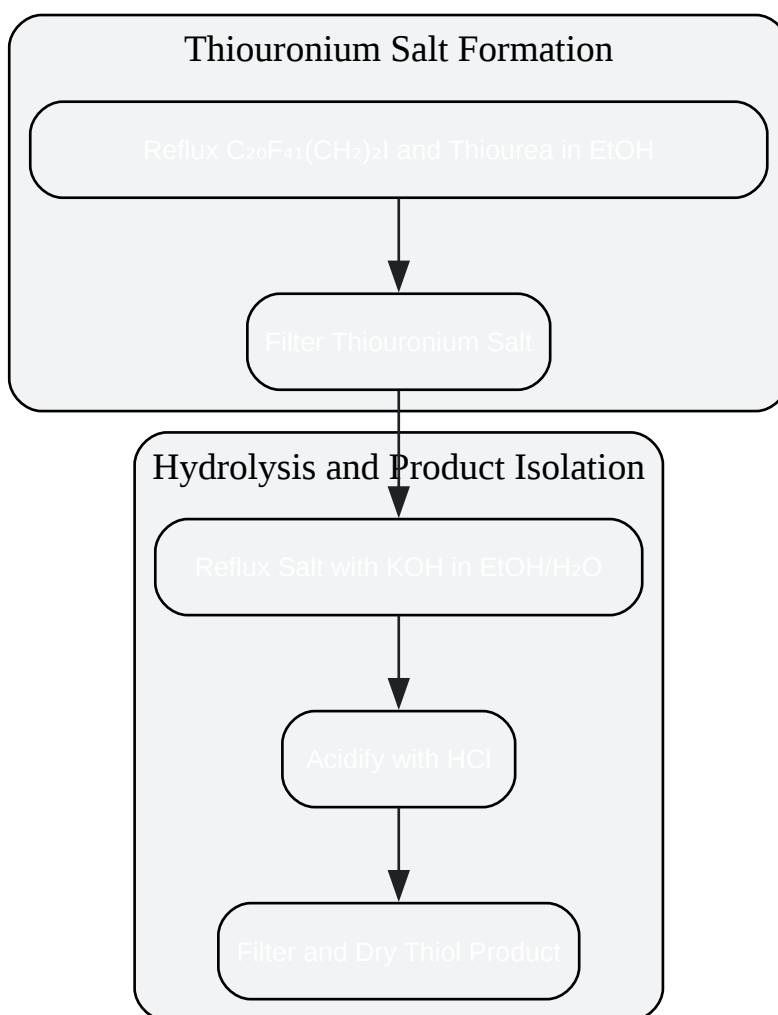 Thiouronium Salt Formation
Reflux C₂₀F₄₁(CH₂)₂I and Thiourea in EtOH
Filter Thiouronium Salt
Hydrolysis and Product Isolation
Reflux Salt with KOH in EtOH/H₂O
Acidify with HCl
Filter and Dry Thiol Product